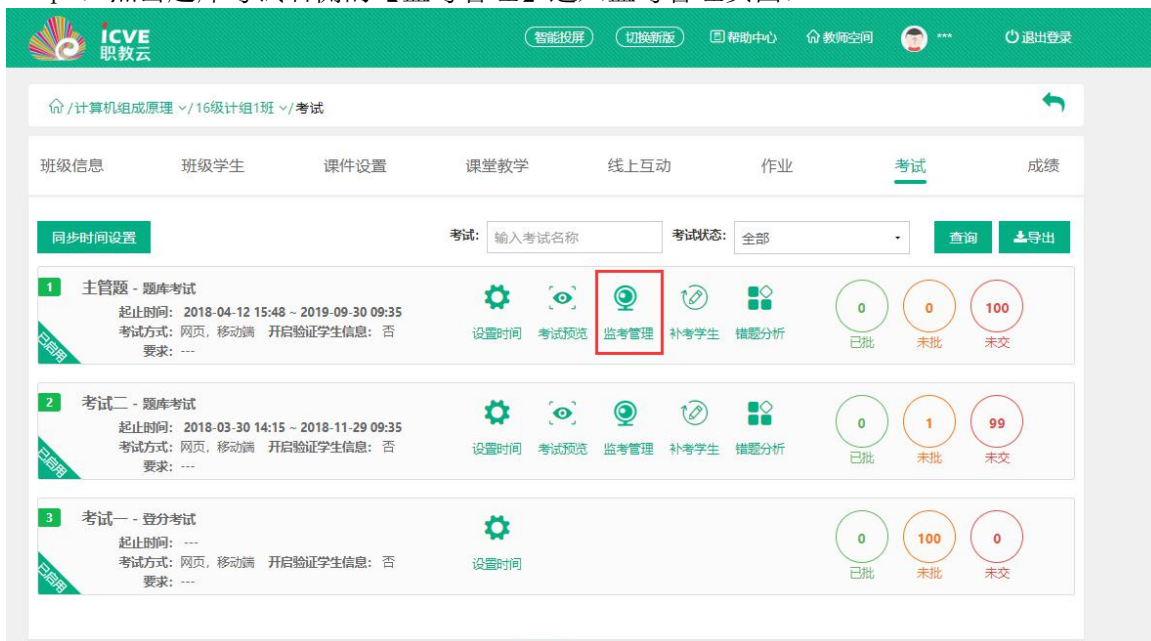 iCVE
职教云
智能投屏 切换新版 帮助中心 教师空间 *** 退出登录
/计算机组成原理 /16级计组1班 /考试
班级信息 班级学生 课件设置 课堂教学 线上互动 作业 考试 成绩
同步时间设置 考试: 输入考试名称 考试状态: 全部 查询 导出
1 主管题 - 题库考试
起止时间: 2018-04-12 15:48 ~ 2019-09-30 09:35
考试方式: 网页, 移动端 开启验证学生信息: 否
要求: ---
已启用
设置时间 考试预览 监考管理 补考学生 错题分析
0 0 100
已批 未批 未交
2 考试二 - 题库考试
起止时间: 2018-03-30 14:15 ~ 2018-11-29 09:35
考试方式: 网页, 移动端 开启验证学生信息: 否
要求: ---
已启用
设置时间 考试预览 监考管理 补考学生 错题分析
0 1 99
已批 未批 未交
3 考试一 - 登分考试
起止时间: ---
考试方式: 网页, 移动端 开启验证学生信息: 否
要求: ---
已启用
设置时间
0 100 0
已批 未批 未交